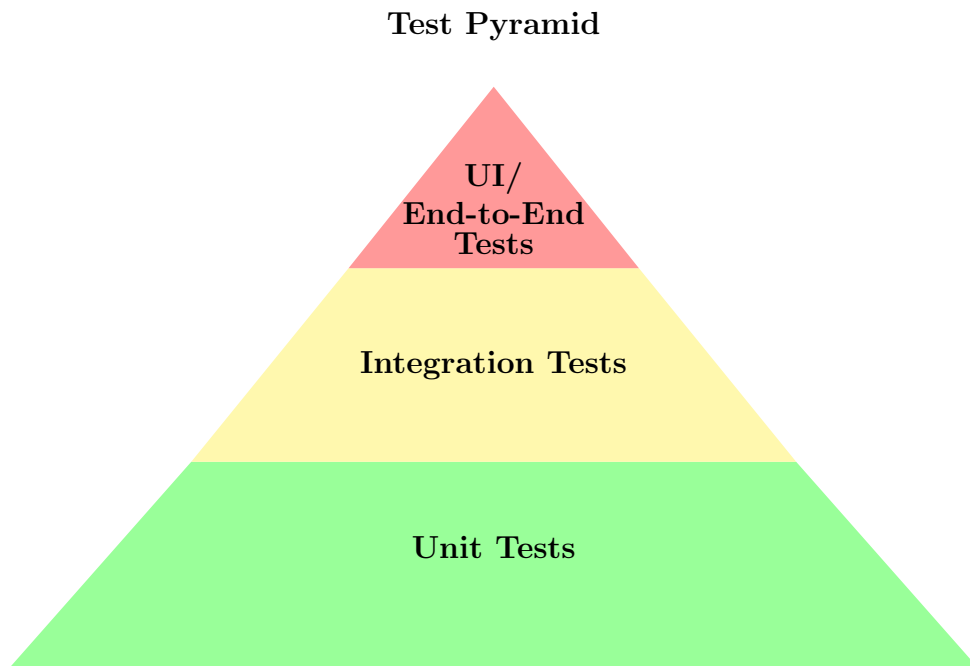 Test Pyramid
UI/
End-to-End
Tests
Integration Tests
Unit Tests